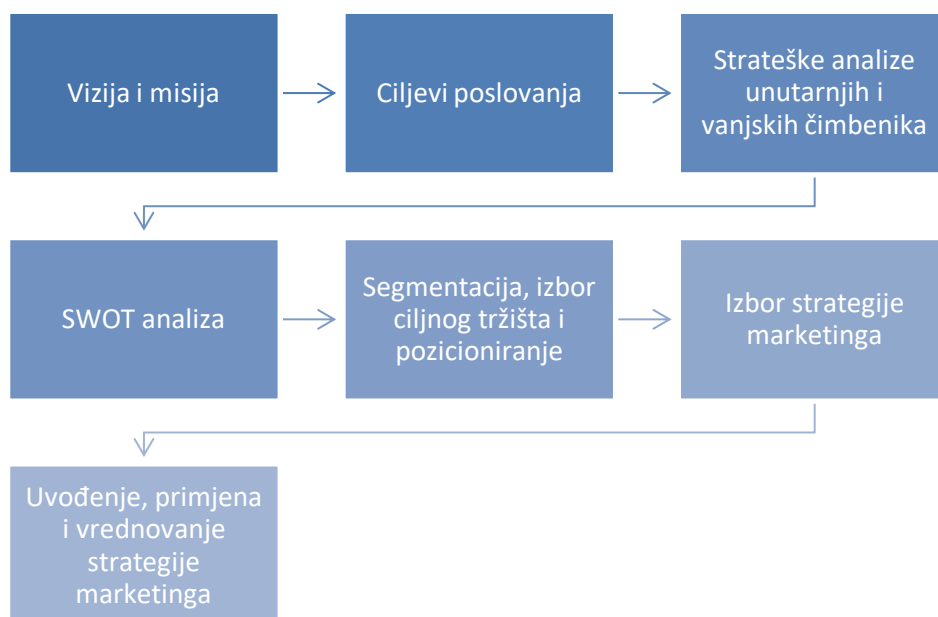 Vizija i misija
Ciljevi poslovanja
Strateške analize
unutarnjih i
vanjskih čimbenika
SWOT analiza
Segmentacija, izbor
ciljnog tržišta i
pozicioniranje
Izbor strategije
marketinga
Uvođenje, primjena
i vrednovanje
strategije
marketinga